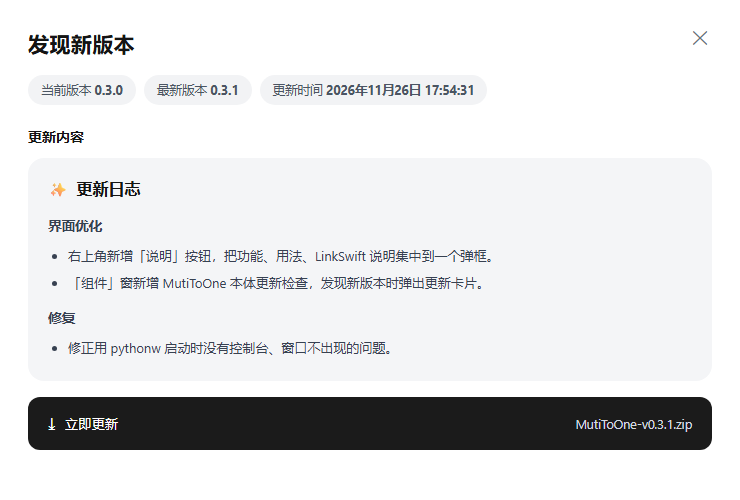 发现新版本
当前版本 0.3.0 最新版本 0.3.1 更新时间 2026年11月26日 17:54:31
更新内容
✨ 更新日志
界面优化
• 右上角新增「说明」按钮，把功能、用法、LinkSwift 说明集中到一个弹框。
• 「组件」窗新增 MutiToOne 本体更新检查，发现新版本时弹出更新卡片。
修复
• 修正用 pythonw 启动时没有控制台、窗口不出现的问题。
立即更新 MutiToOne-v0.3.1.zip